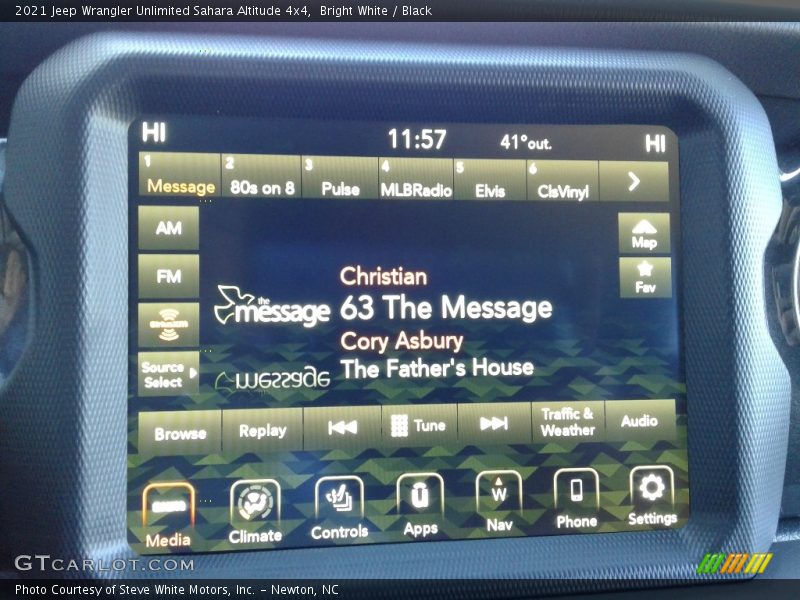 2021 Jeep Wrangler Unlimited Sahara Altitude 4x4, Bright White / Black
HI 11:57 41°out. HI
1 Message 2 80s on 8 3 Pulse 4 MLBRadio 5 Elvis 6 ClsVinyl
AM
Map
FM
Fav
siriusxm
Source Select
the message
Christian
63 The Message
Cory Asbury
The Father's House
message
Browse Replay Tune Traffic & Weather Audio
W
Media Climate Controls Apps Nav Phone Settings
GTCARLOT.COM
Photo Courtesy of Steve White Motors, Inc. – Newton, NC